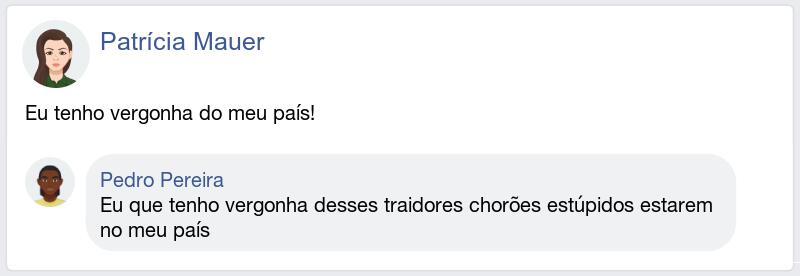 Patrícia Mauer
Eu tenho vergonha do meu país!
Pedro Pereira
Eu que tenho vergonha desses traidores chorões estúpidos estarem
no meu país